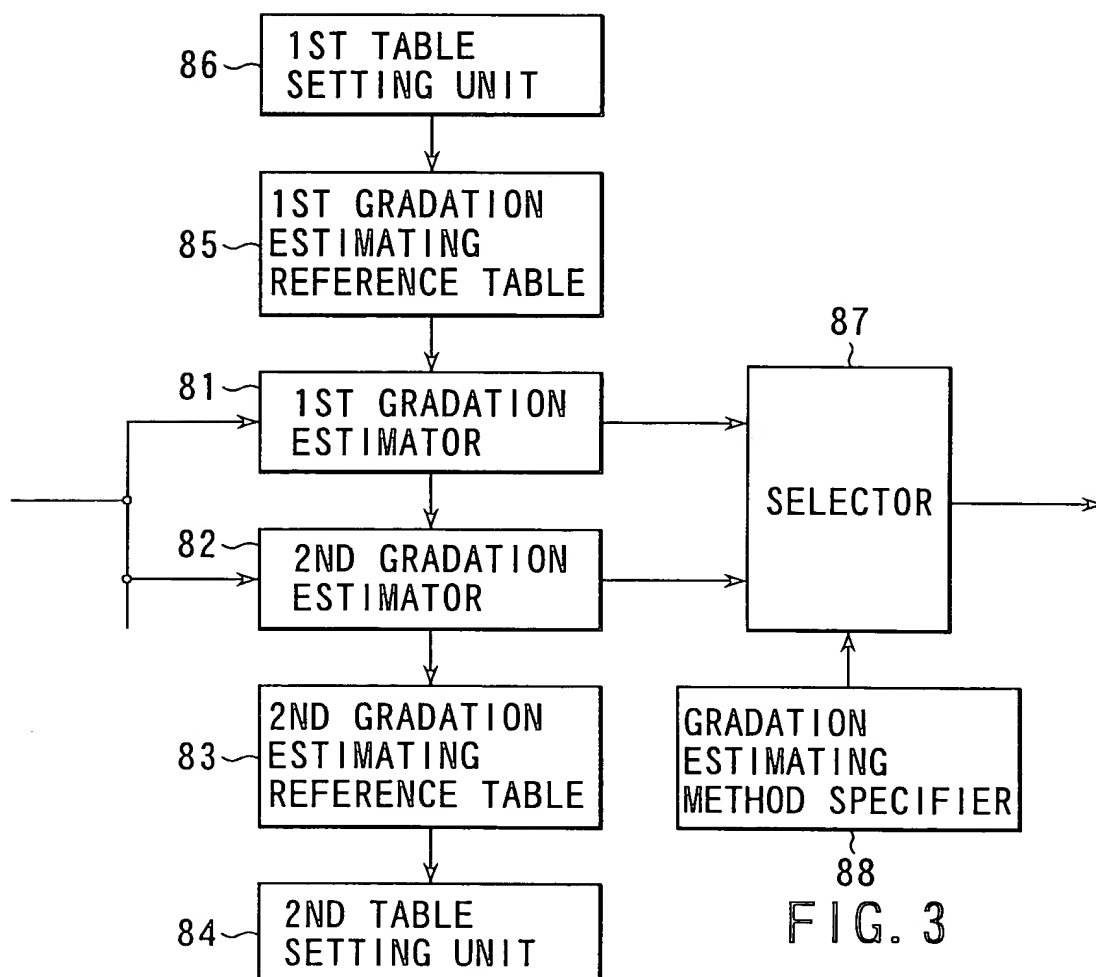 86
1ST TABLE
SETTING UNIT
85
1ST GRADATION
ESTIMATING
REFERENCE TABLE
81
1ST GRADATION
ESTIMATOR
82
2ND GRADATION
ESTIMATOR
83
2ND GRADATION
ESTIMATING
REFERENCE TABLE
84
2ND TABLE
SETTING UNIT
87
SELECTOR
GRADATION
ESTIMATING
METHOD SPECIFIER
88
FIG. 3